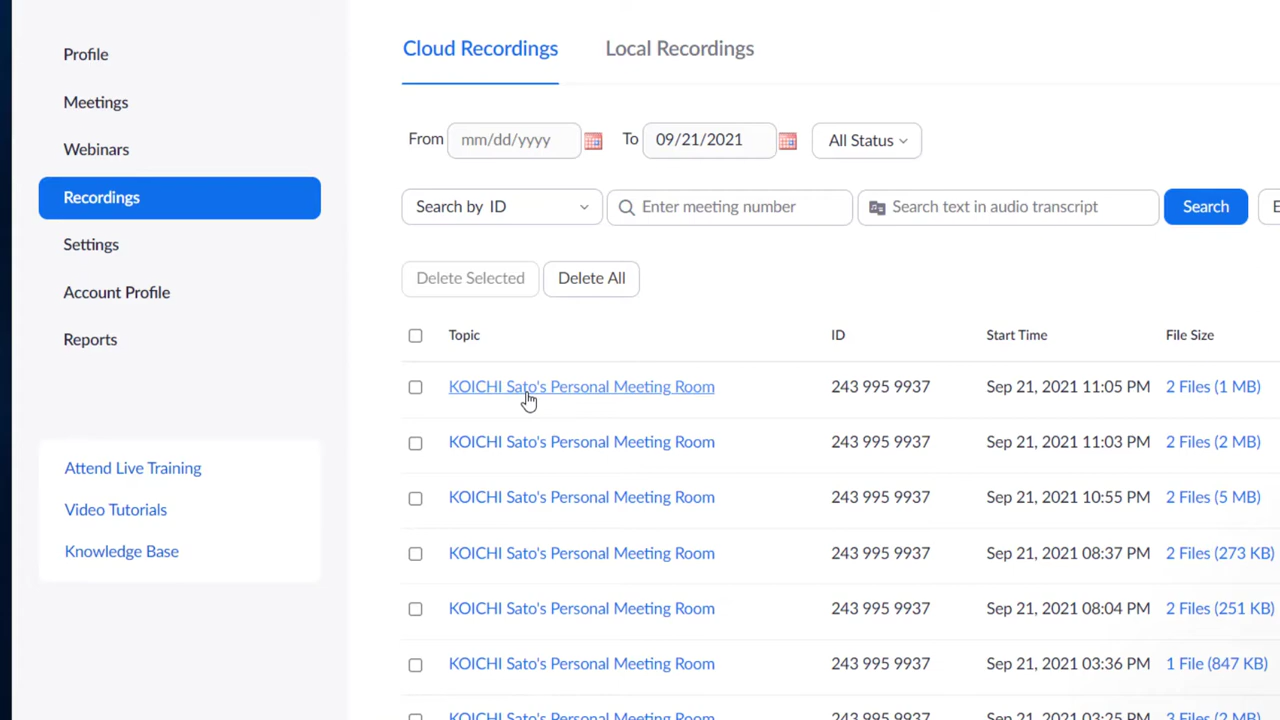 Profile
Meetings
Webinars
Recordings
Settings
Account Profile
Reports
Attend Live Training
Video Tutorials
Knowledge Base
Cloud Recordings Local Recordings
From mm/dd/yyyy To 09/21/2021 All Status
Search by ID Enter meeting number Search text in audio transcript Search
Delete Selected Delete All
Topic ID Start Time File Size
KOICHI Sato's Personal Meeting Room 243 995 9937 Sep 21, 2021 11:05 PM 2 Files (1 MB)
KOICHI Sato's Personal Meeting Room 243 995 9937 Sep 21, 2021 11:03 PM 2 Files (2 MB)
KOICHI Sato's Personal Meeting Room 243 995 9937 Sep 21, 2021 10:55 PM 2 Files (5 MB)
KOICHI Sato's Personal Meeting Room 243 995 9937 Sep 21, 2021 08:37 PM 2 Files (273 KB)
KOICHI Sato's Personal Meeting Room 243 995 9937 Sep 21, 2021 08:04 PM 2 Files (251 KB)
KOICHI Sato's Personal Meeting Room 243 995 9937 Sep 21, 2021 03:36 PM 1 File (847 KB)
KOICHI Sato's Personal Meeting Room 243 995 9937 Sep 21, 2021 03:25 PM 3 Files (2 MB)